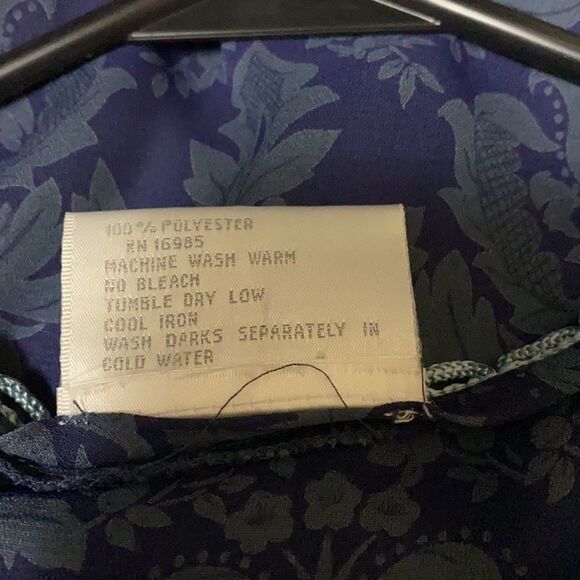 100% POLYESTER
RN 16985
MACHINE WASH WARM
NO BLEACH
TUMBLE DRY LOW
COOL IRON
WASH DARKS SEPARATELY IN
COLD WATER